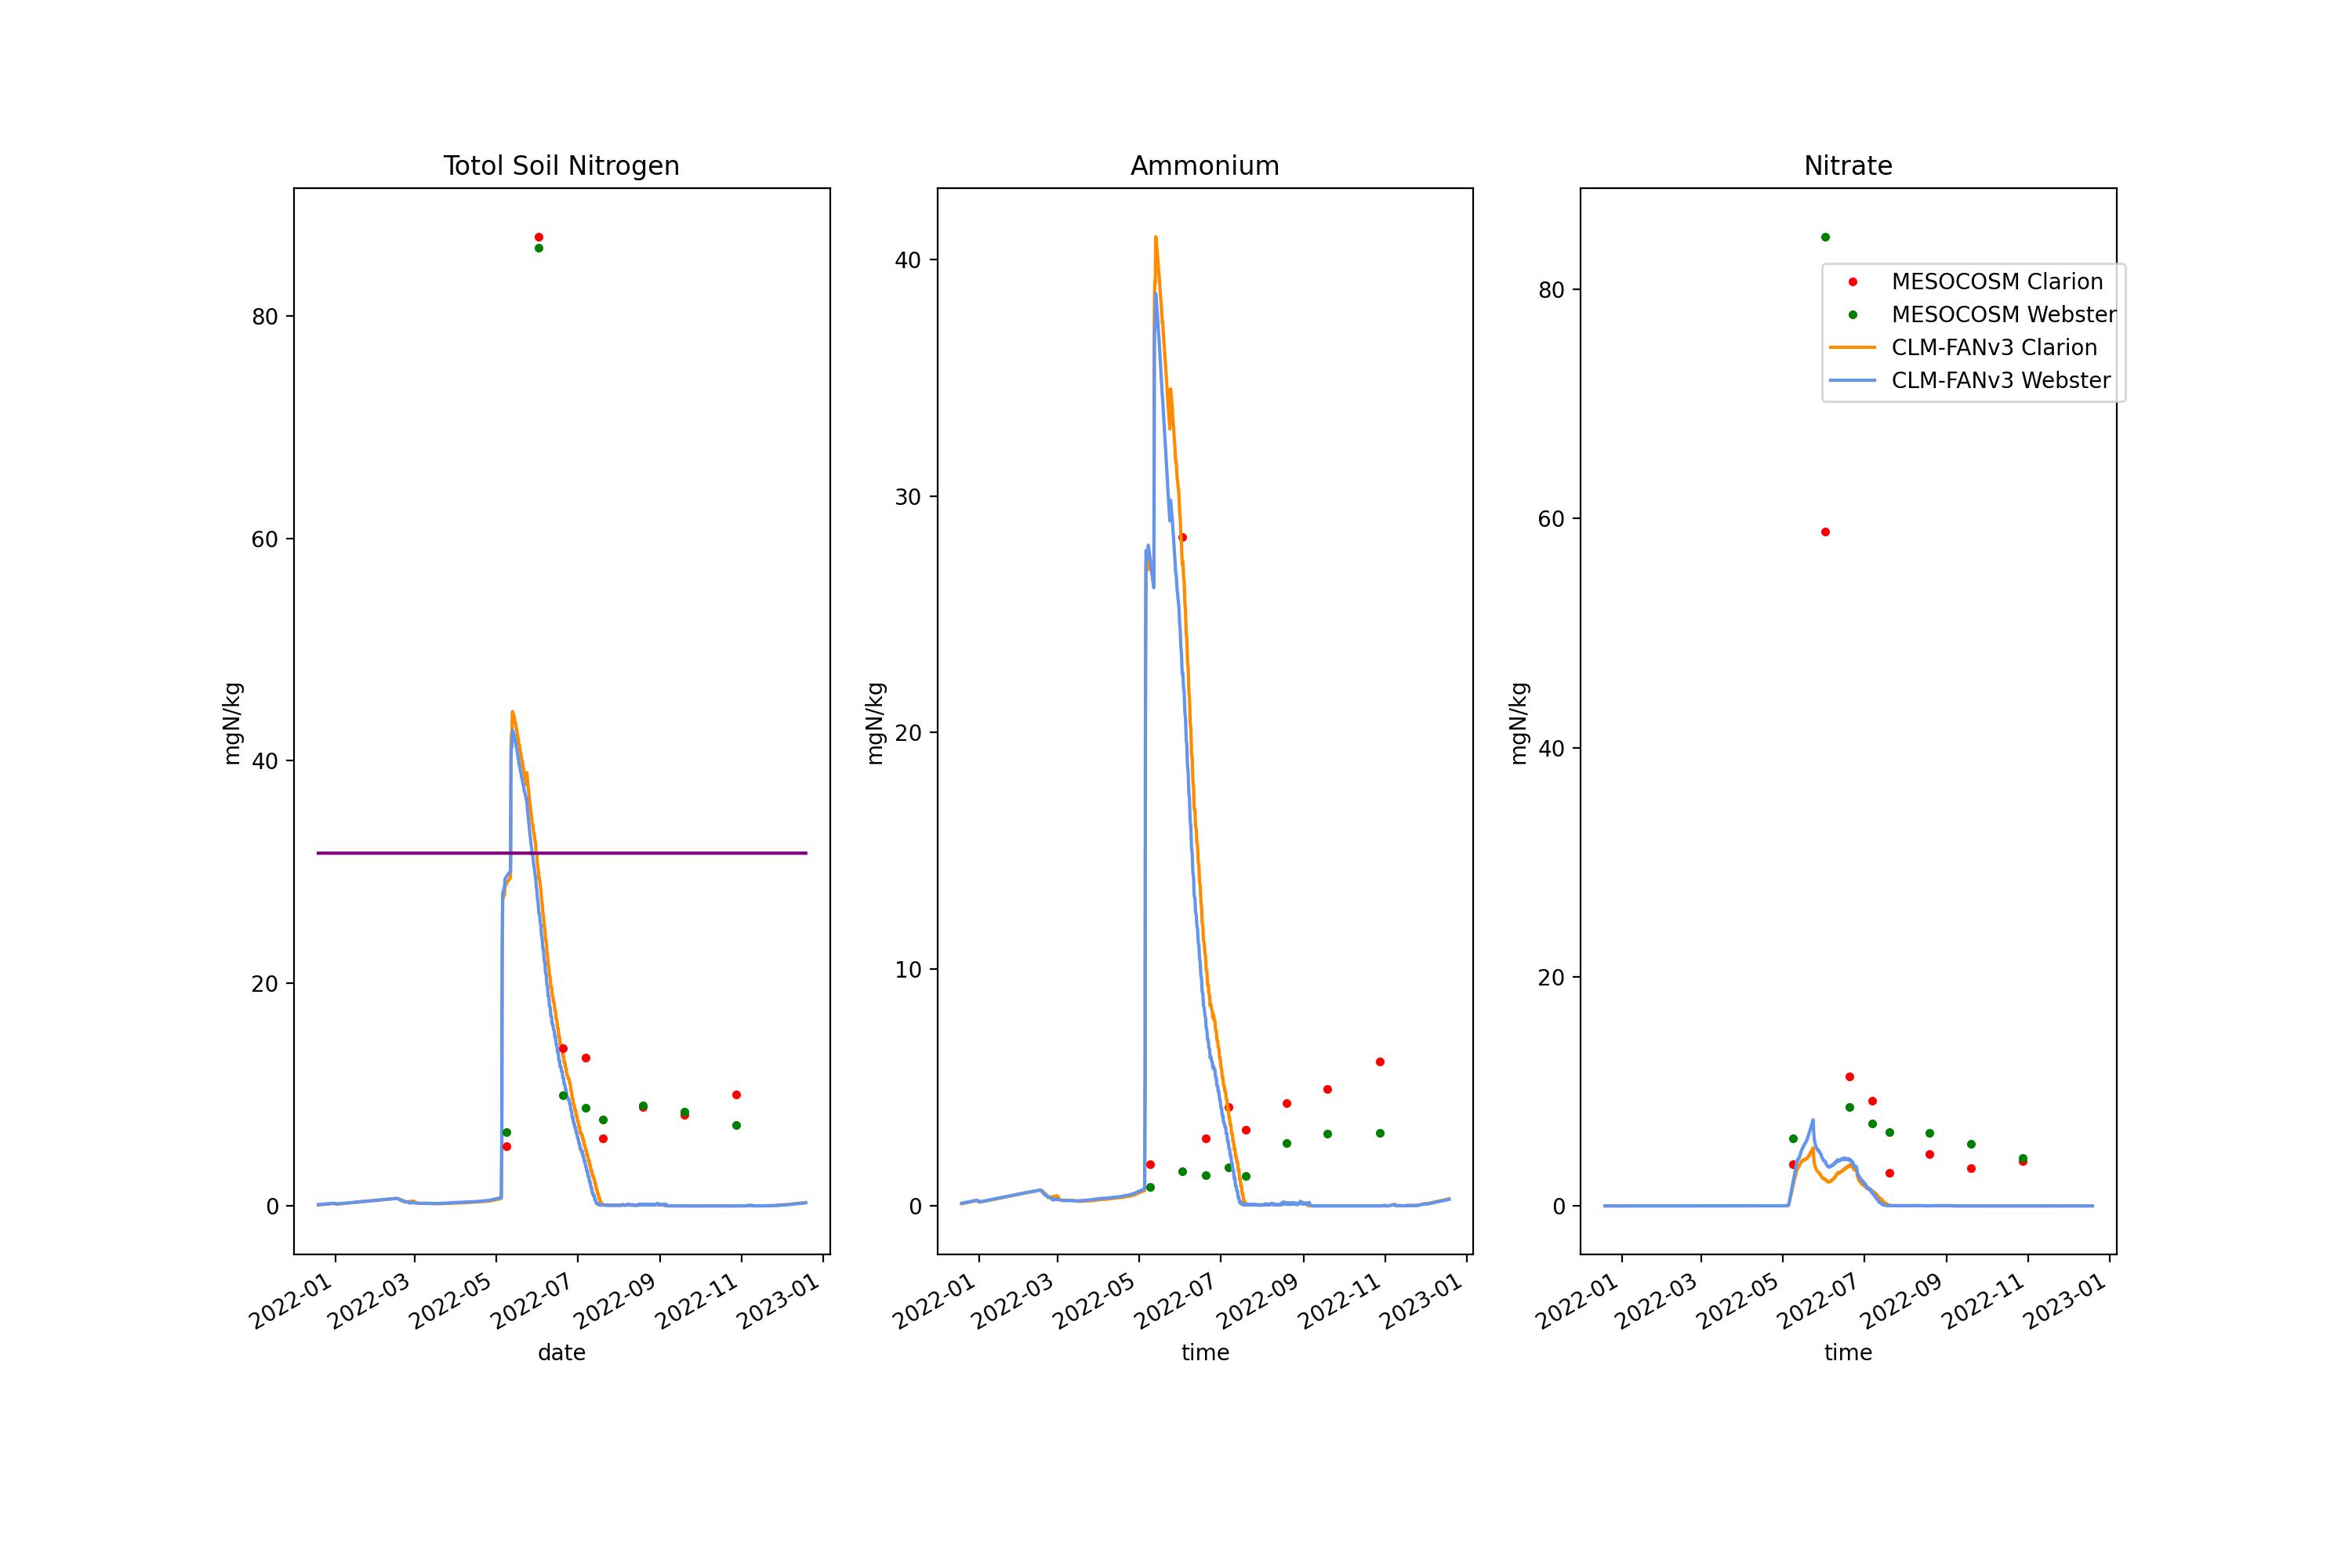 Totol Soil Nitrogen
Ammonium
Nitrate
mgN/kg
80
60
40
20
0
2022-01
2022-03
2022-05
2022-07
2022-09
2022-11
2023-01
date
mgN/kg
40
30
20
10
0
2022-01
2022-03
2022-05
2022-07
2022-09
2022-11
2023-01
time
mgN/kg
80
60
40
20
0
2022-01
2022-03
2022-05
2022-07
2022-09
2022-11
2023-01
time
MESOCOSM Clarion
MESOCOSM Webster
CLM-FANv3 Clarion
CLM-FANv3 Webster